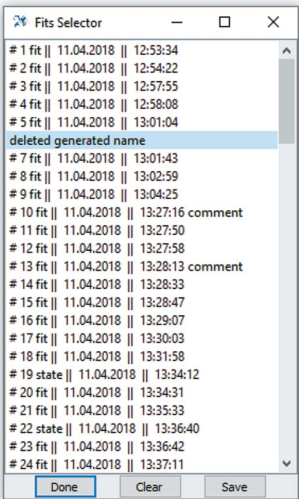 Fits Selector
# 1 fit || 11.04.2018 || 12:53:34
# 2 fit || 11.04.2018 || 12:54:22
# 3 fit || 11.04.2018 || 12:57:55
# 4 fit || 11.04.2018 || 12:58:08
# 5 fit || 11.04.2018 || 13:01:04
deleted generated name
# 7 fit || 11.04.2018 || 13:01:43
# 8 fit || 11.04.2018 || 13:02:59
# 9 fit || 11.04.2018 || 13:04:25
# 10 fit || 11.04.2018 || 13:27:16 comment
# 11 fit || 11.04.2018 || 13:27:50
# 12 fit || 11.04.2018 || 13:27:58
# 13 fit || 11.04.2018 || 13:28:13 comment
# 14 fit || 11.04.2018 || 13:28:33
# 15 fit || 11.04.2018 || 13:28:47
# 16 fit || 11.04.2018 || 13:29:07
# 17 fit || 11.04.2018 || 13:30:03
# 18 fit || 11.04.2018 || 13:31:58
# 19 state || 11.04.2018 || 13:34:12
# 20 fit || 11.04.2018 || 13:34:31
# 21 fit || 11.04.2018 || 13:35:33
# 22 state || 11.04.2018 || 13:36:40
# 23 fit || 11.04.2018 || 13:36:42
# 24 fit || 11.04.2018 || 13:37:11
Done Clear Save